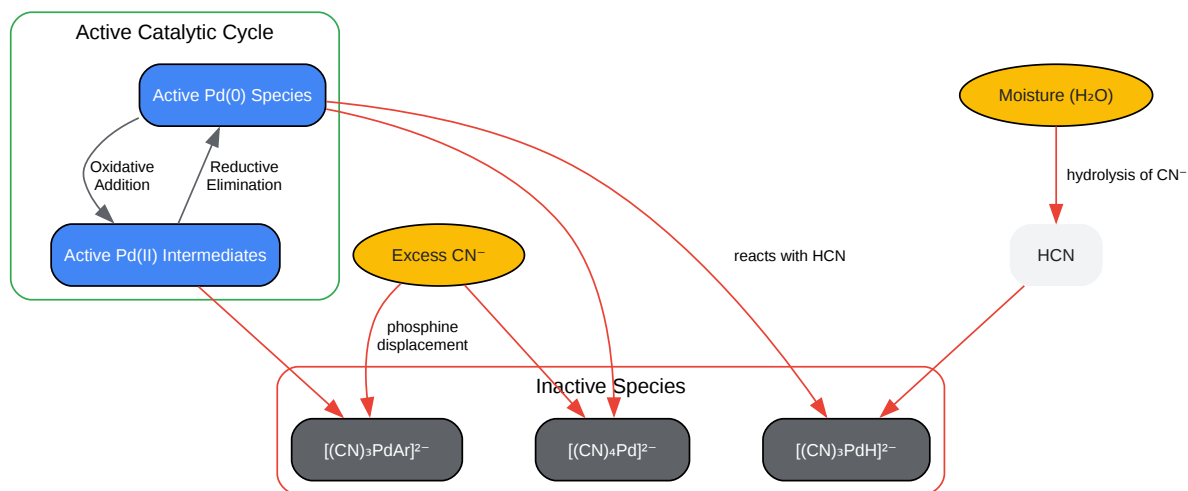 Active Catalytic Cycle
Active Pd(0) Species
Moisture (H₂O)
Oxidative
Addition
Reductive
Elimination
hydrolysis of CN⁻
Active Pd(II) Intermediates
Excess CN⁻
reacts with HCN
HCN
phosphine
displacement
Inactive Species
[(CN)₃PdAr]²⁻
[(CN)₄Pd]²⁻
[(CN)₃PdH]²⁻